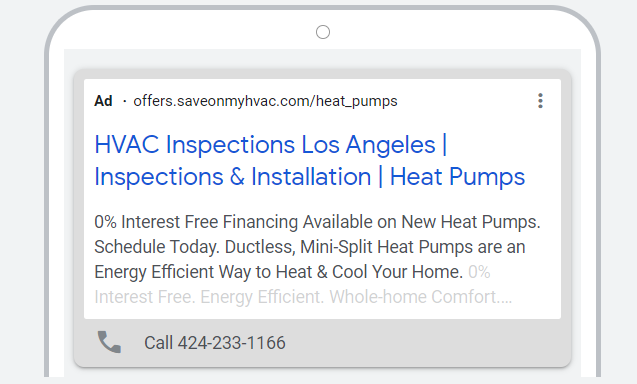 Ad · offers.saveonmyhvac.com/heat_pumps
HVAC Inspections Los Angeles |
Inspections & Installation | Heat Pumps
0% Interest Free Financing Available on New Heat Pumps.
Schedule Today. Ductless, Mini-Split Heat Pumps are an
Energy Efficient Way to Heat & Cool Your Home. 0%
Interest Free. Energy Efficient. Whole-home Comfort....
Call 424-233-1166